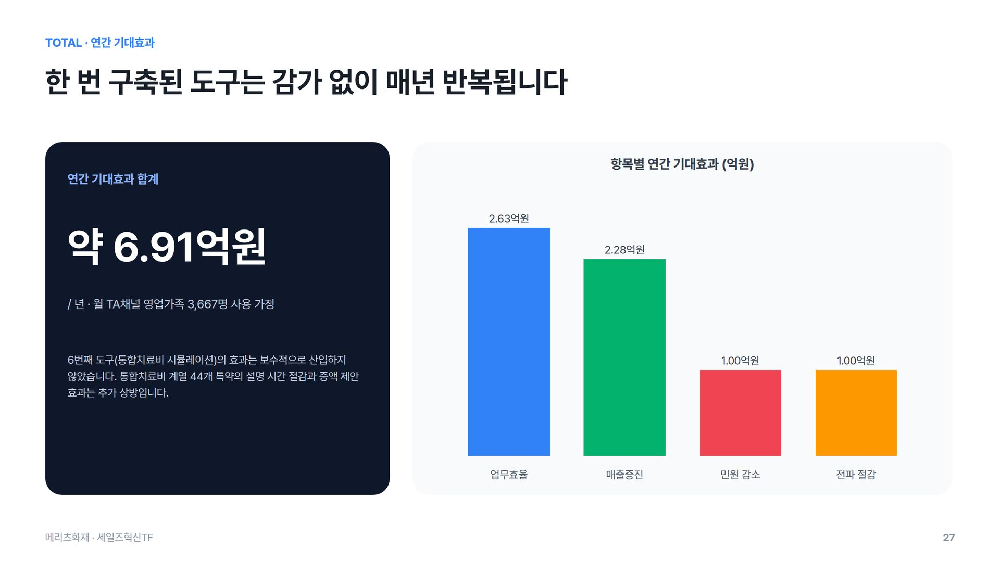 TOTAL · 연간 기대효과
한 번 구축된 도구는 감가 없이 매년 반복됩니다
연간 기대효과 합계
약 6.91억원
/ 년 · 월 TA채널 영업가족 3,667명 사용 가정
6번째 도구(통합치료비 시뮬레이션)의 효과는 보수적으로 산입하지
않았습니다. 통합치료비 계열 44개 특약의 설명 시간 절감과 증액 제안
효과는 추가 상방입니다.
항목별 연간 기대효과 (억원)
2.63억원
2.28억원
1.00억원
1.00억원
업무효율
매출증진
민원 감소
전파 절감
메리츠화재 · 세일즈혁신TF
27